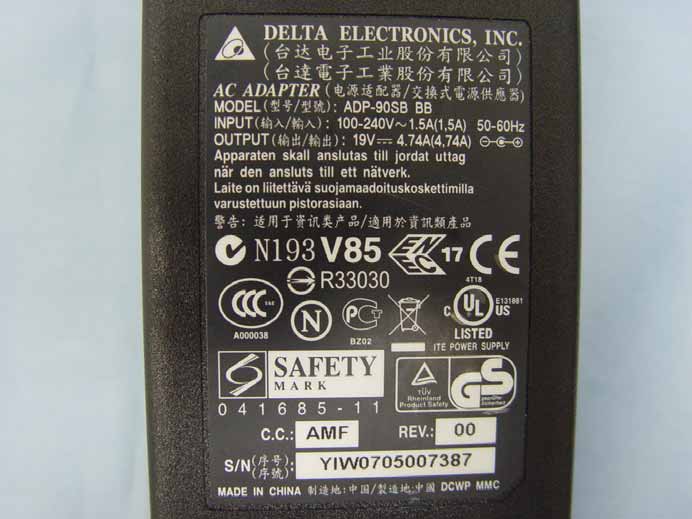 DELTA ELECTRONICS, INC.
(台达电子工业股份有限公司)
(台達電子工業股份有限公司)
AC ADAPTER (电源适配器/交換式電源供應器)
MODEL(型号/型號): ADP-90SB BB
INPUT(输入/輸入): 100-240V~1.5A(1,5A) 50-60Hz
OUTPUT(输出/輸出): 19V 4.74A(4,74A)
Apparaten skall anslutas till jordat uttag
när den ansluts till ett nätverk.
Laite on liitettävä suojamaadoituskoskettimilla
varustettuun pistorasiaan.
警告: 适用于资讯类产品/適用於資訊類產品
N193 V85 ENEC 17 CE
R33030
4T18
CCC S&E
A000038
N
PCT
BZ02
C UL US
E131881
LISTED
ITE POWER SUPPLY
S SAFETY
MARK
TÜV
Rheinland
Product Safety
GS
geprüfte
Sicherheit
041685-11
C.C.: AMF REV.: 00
S/N(序号/序號): YIW0705007387
MADE IN CHINA 制造地:中国/製造地:中國 DCWP MMC